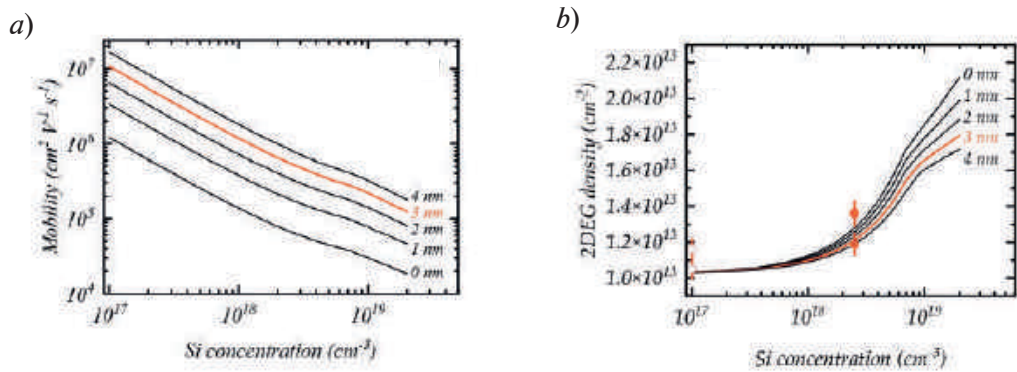 a)
Mobility (cm² V⁻¹ s⁻¹)
10⁷
10⁶
10⁵
10⁴
4 nm
3 nm
2 nm
1 nm
0 nm
10¹⁷
10¹⁸
10¹⁹
Si concentration (cm⁻³)
b)
2DEG density (cm⁻²)
2.2×10¹³
2.0×10¹³
1.8×10¹³
1.6×10¹³
1.4×10¹³
1.2×10¹³
1.0×10¹³
0 nm
1 nm
2 nm
3 nm
4 nm
10¹⁷
10¹⁸
10¹⁹
Si concentration (cm⁻³)